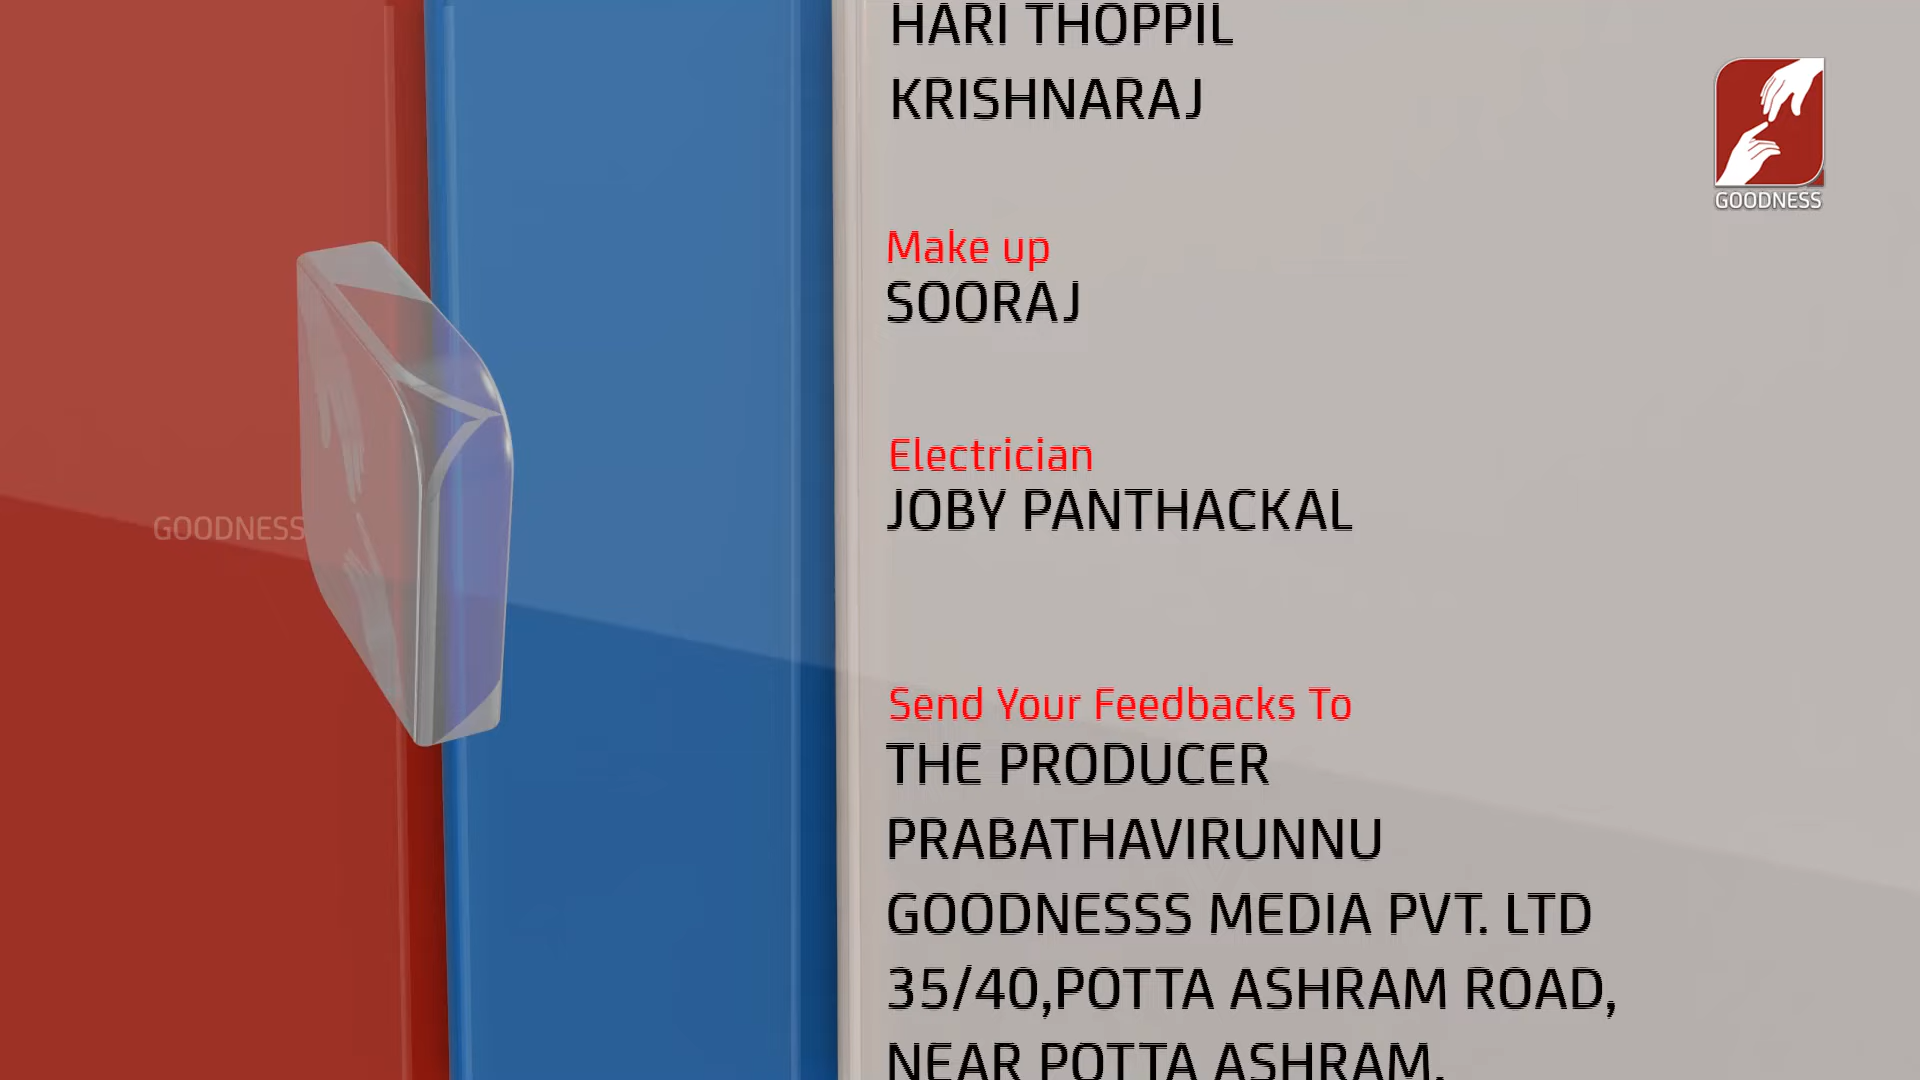 HARI THOPPIL
KRISHNARAJ
GOODNESS
Make up
SOORAJ
Electrician
JOBY PANTHACKAL
GOODNESS
Send Your Feedbacks To
THE PRODUCER
PRABATHAVIRUNNU
GOODNESSS MEDIA PVT. LTD
35/40,POTTA ASHRAM ROAD,
NEAR POTTA ASHRAM,